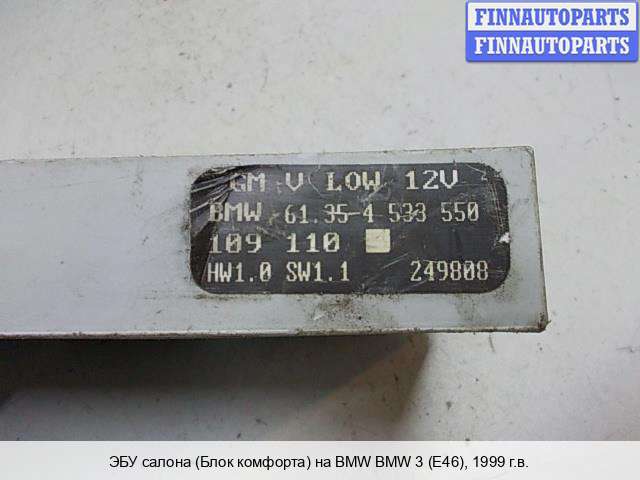 FINNAUTOPARTS
FINNAUTOPARTS
GM V LOW 12V
BMW 61.35-4 533 550
109 110
HW1.0 SW1.1 249808
ЭБУ салона (Блок комфорта) на BMW BMW 3 (E46), 1999 г.в.